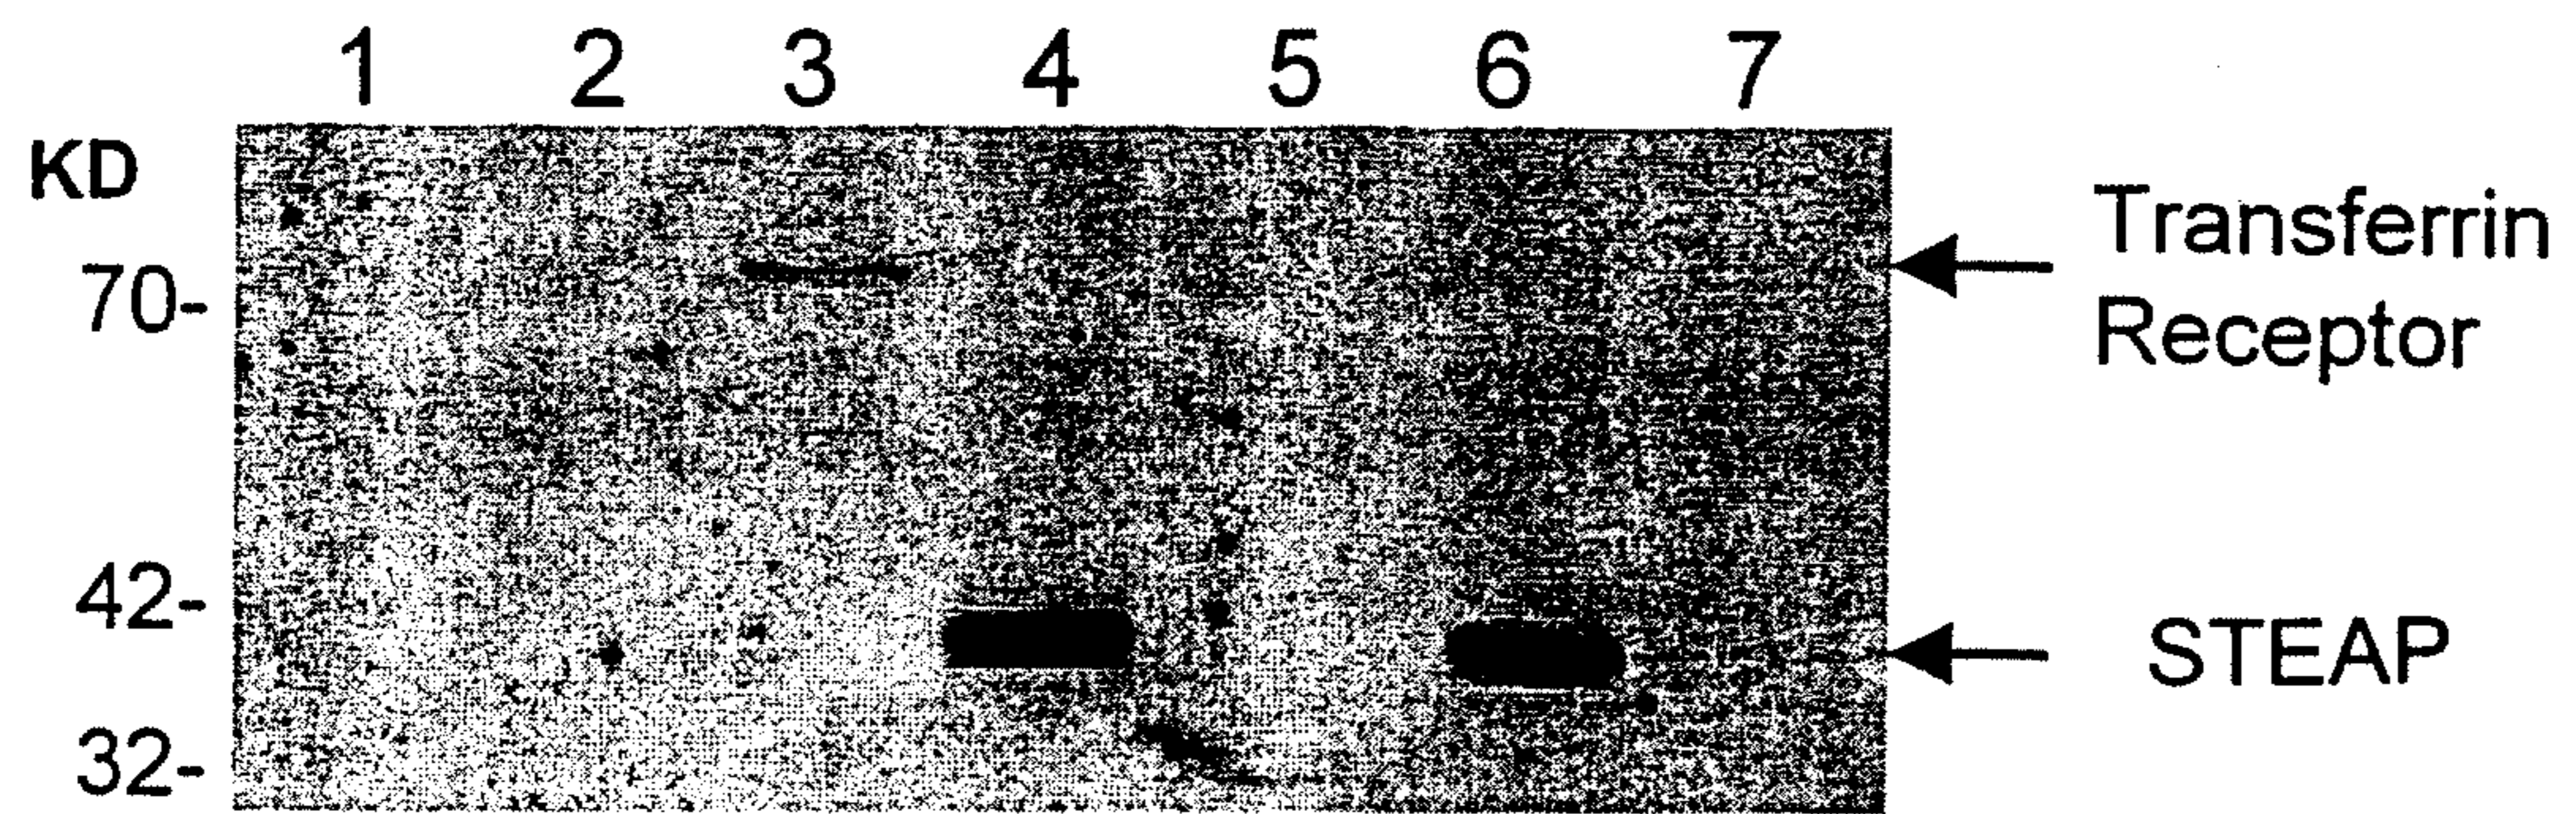 1 2 3 4 5 6 7
KD
Transferrin
Receptor
70-
42-
STEAP
32-